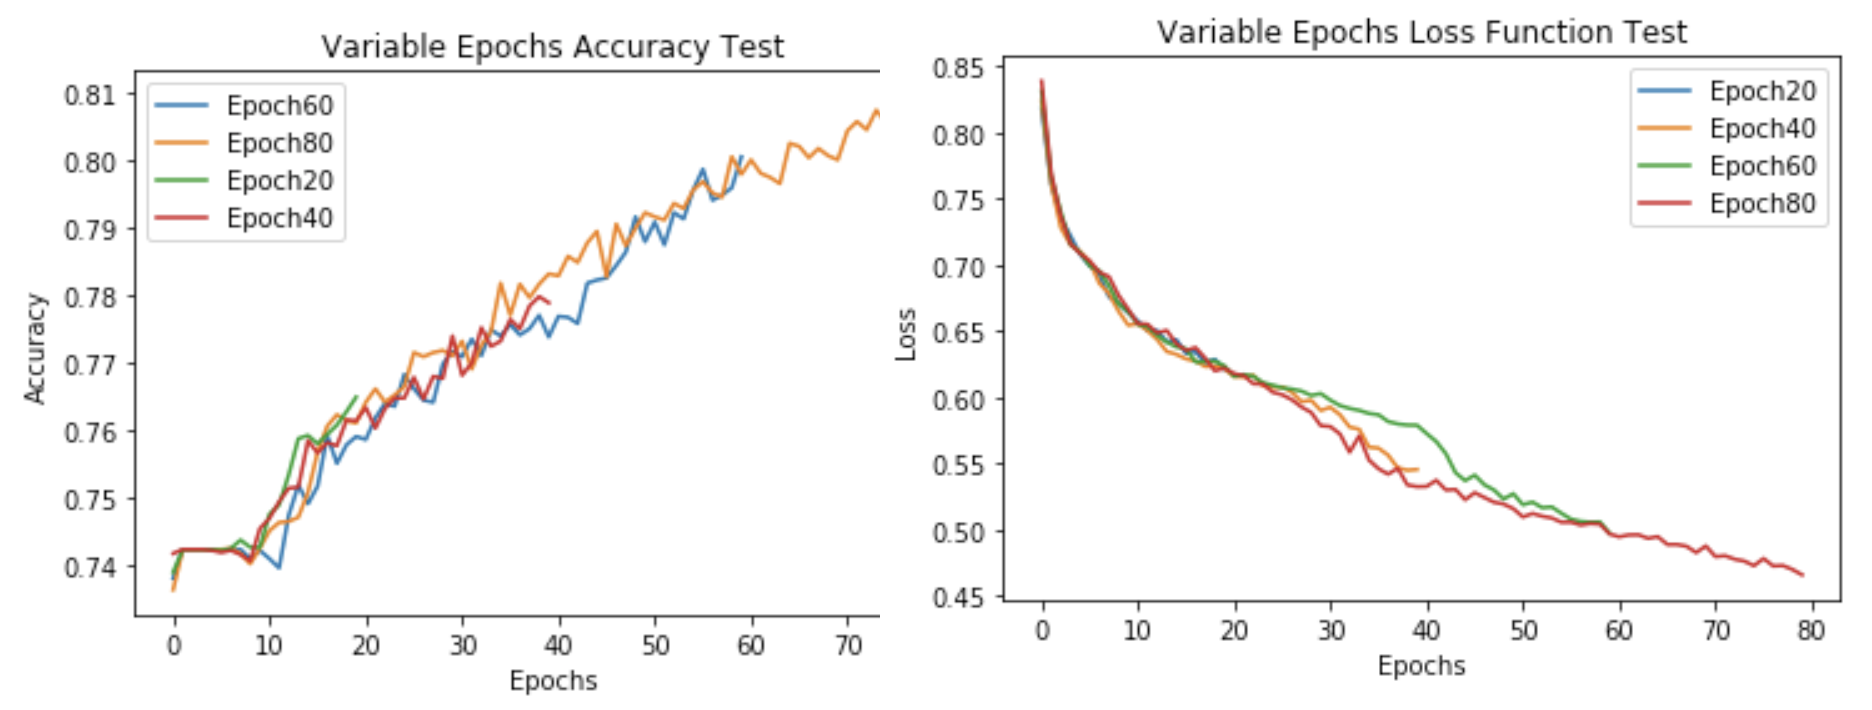 Variable Epochs Accuracy Test
Epoch60
Epoch80
Epoch20
Epoch40
0.81
0.80
0.79
0.78
0.77
0.76
0.75
0.74
Accuracy
0 10 20 30 40 50 60 70
Epochs
Variable Epochs Loss Function Test
Epoch20
Epoch40
Epoch60
Epoch80
0.85
0.80
0.75
0.70
0.65
0.60
0.55
0.50
0.45
Loss
0 10 20 30 40 50 60 70 80
Epochs